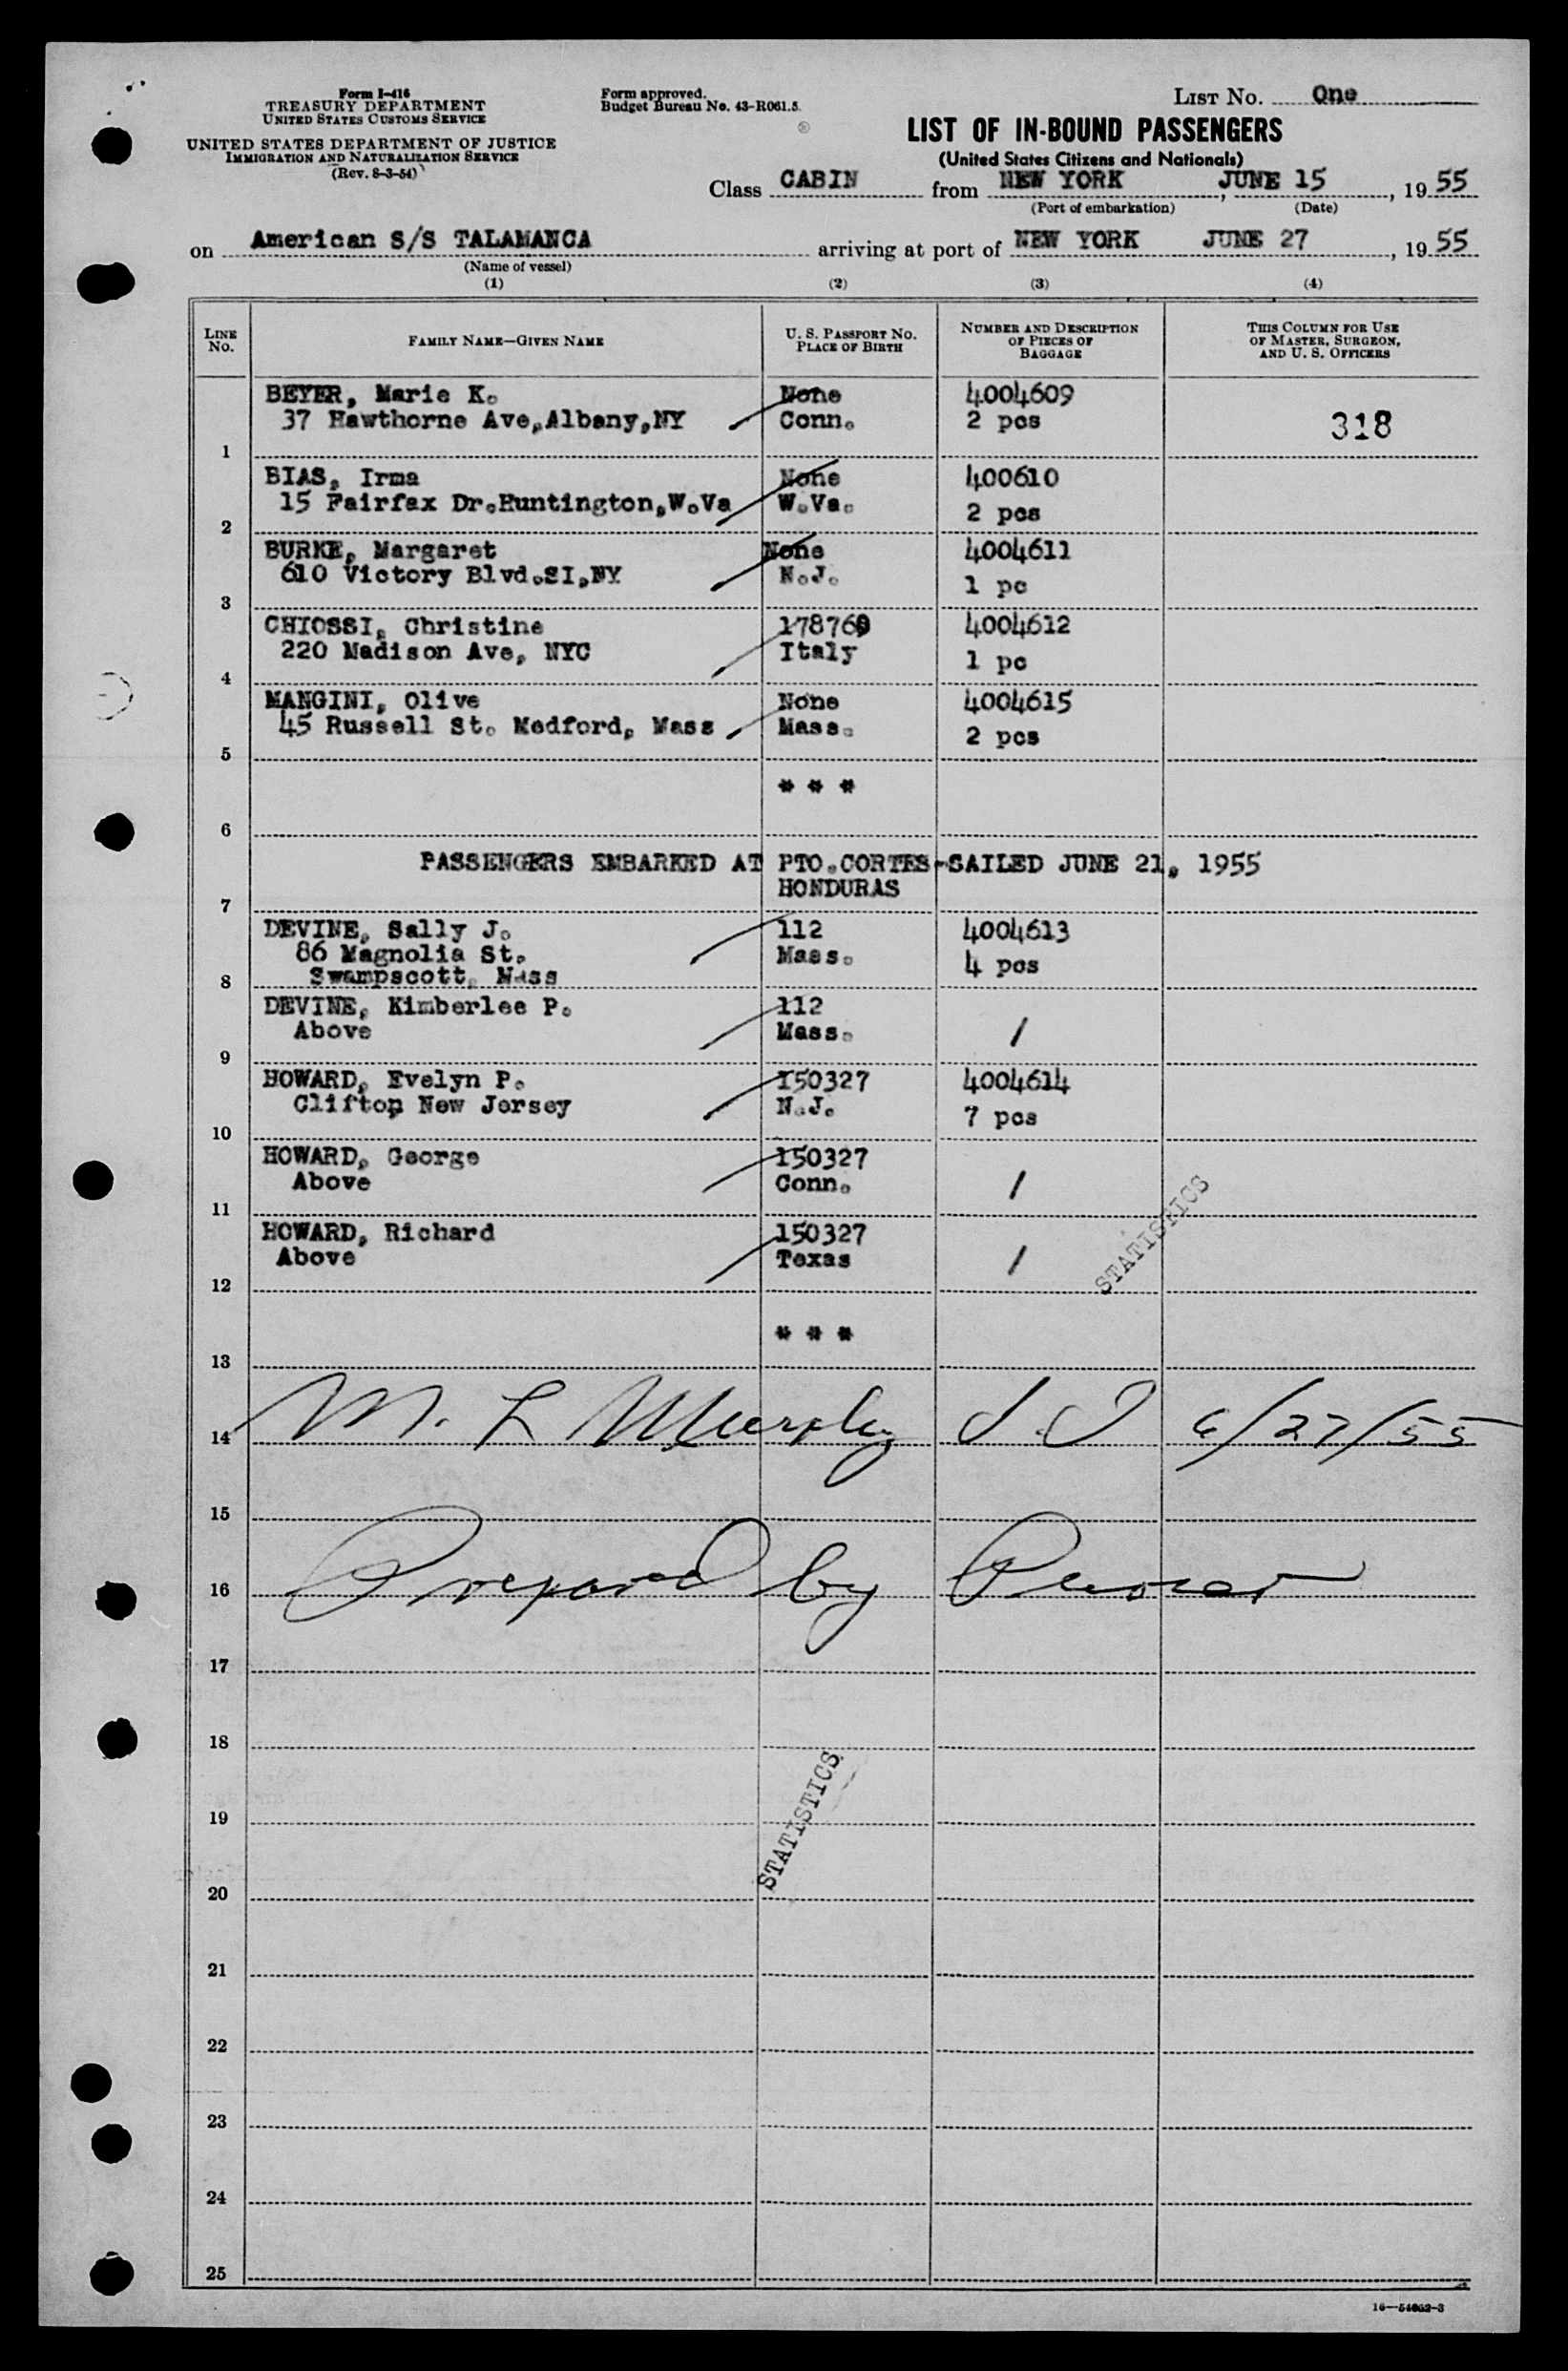 Form I-416
TREASURY DEPARTMENT
UNITED STATES CUSTOMS SERVICE
UNITED STATES DEPARTMENT OF JUSTICE
IMMIGRATION AND NATURALIZATION SERVICE
(Rev. 8-3-54)
Form approved.
Budget Bureau No. 43-R061.5.
LIST No. One
LIST OF IN-BOUND PASSENGERS
(United States Citizens and Nationals)
Class CABIN from NEW YORK, JUNE 15, 1955
(Port of embarkation) (Date)
on American S/S TALAMANCA arriving at port of NEW YORK JUNE 27, 1955
(Name of vessel)
(1) (2) (3) (4)
LINE No. FAMILY NAME—GIVEN NAME U. S. PASSPORT NO. PLACE OF BIRTH NUMBER AND DESCRIPTION OF PIECES OF BAGGAGE THIS COLUMN FOR USE OF MASTER, SURGEON, AND U. S. OFFICERS
BEYER, Marie K. None 4004609
37 Hawthorne Ave,Albany,NY Conn. 2 pcs 318
1
BIAS, Irma None 400610
15 Fairfax Dr.Huntington,W.Va W.Va. 2 pcs
2
BURKE, Margaret None 4004611
610 Victory Blvd.SI,NY N.J. 1 pc
3
CHIOSSI, Christine 178760 4004612
220 Madison Ave, NYC Italy 1 pc
4
MANGINI, Olive None 4004615
45 Russell St. Medford, Mass Mass. 2 pcs
5
* * *
6
PASSENGERS EMBARKED AT PTO.CORTES-SAILED JUNE 21, 1955
HONDURAS
7
DEVINE, Sally J. 112 4004613
86 Magnolia St. Mass. 4 pcs
Swampscott, Mass
8
DEVINE, Kimberlee P. 112
Above Mass. /
9
HOWARD, Evelyn P. 150327 4004614
Clifton New Jersey N.J. 7 pcs
10
HOWARD, George 150327
Above Conn. /
11
HOWARD, Richard 150327
Above Texas /
12
STATISTICS
* * *
13
14 M. L Murphy I.I 6/27/55
15
16 Prepared by Purser
17
18
STATISTICS
19
20
21
22
23
24
25